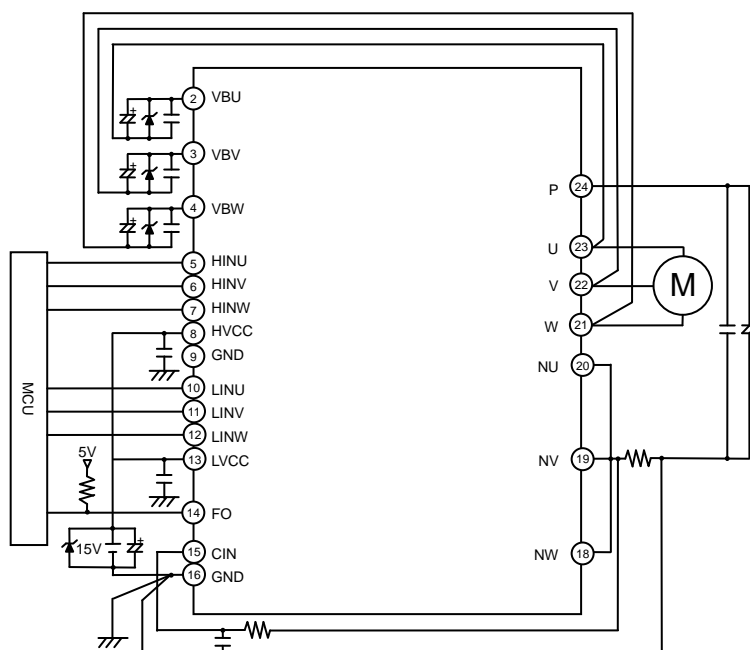 2 VBU
3 VBV
4 VBW
5 HINU
6 HINV
7 HINW
8 HVCC
9 GND
10 LINU
11 LINV
12 LINW
13 LVCC
14 FO
15 CIN
16 GND
MCU
5V
15V
+
+
+
+
P 24
U 23
V 22
W 21
NU 20
NV 19
NW 18
M